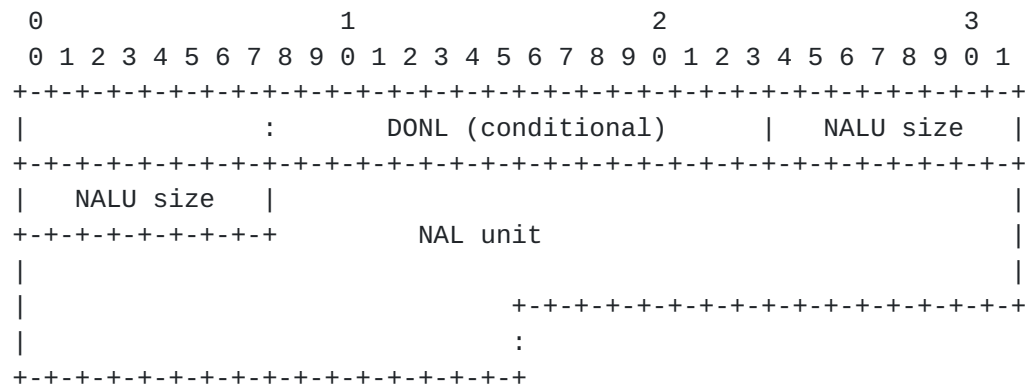 0                   1                   2                   3
 0 1 2 3 4 5 6 7 8 9 0 1 2 3 4 5 6 7 8 9 0 1 2 3 4 5 6 7 8 9 0 1
+-+-+-+-+-+-+-+-+-+-+-+-+-+-+-+-+-+-+-+-+-+-+-+-+-+-+-+-+-+-+-+-+
|               :       DONL (conditional)      |   NALU size   |
+-+-+-+-+-+-+-+-+-+-+-+-+-+-+-+-+-+-+-+-+-+-+-+-+-+-+-+-+-+-+-+-+
|   NALU size   |                                               |
+-+-+-+-+-+-+-+-+         NAL unit                              |
|                                                               |
|                               +-+-+-+-+-+-+-+-+-+-+-+-+-+-+-+-+
|                               :
+-+-+-+-+-+-+-+-+-+-+-+-+-+-+-+-+